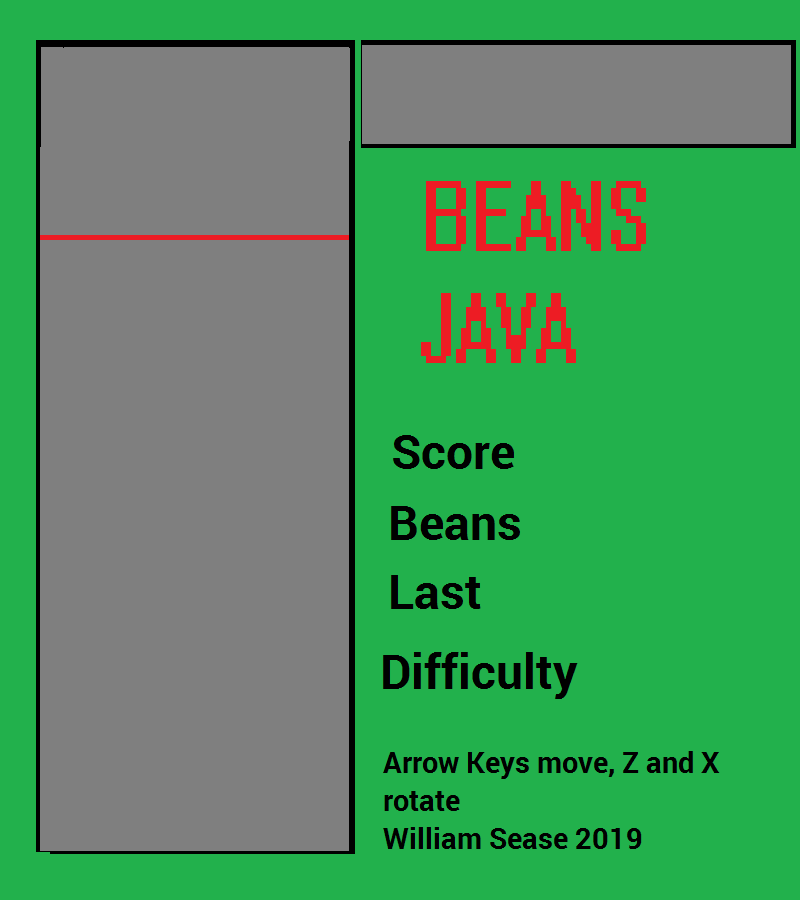 BEANS
JAVA
Score
Beans
Last
Difficulty
Arrow Keys move, Z and X
rotate
William Sease 2019